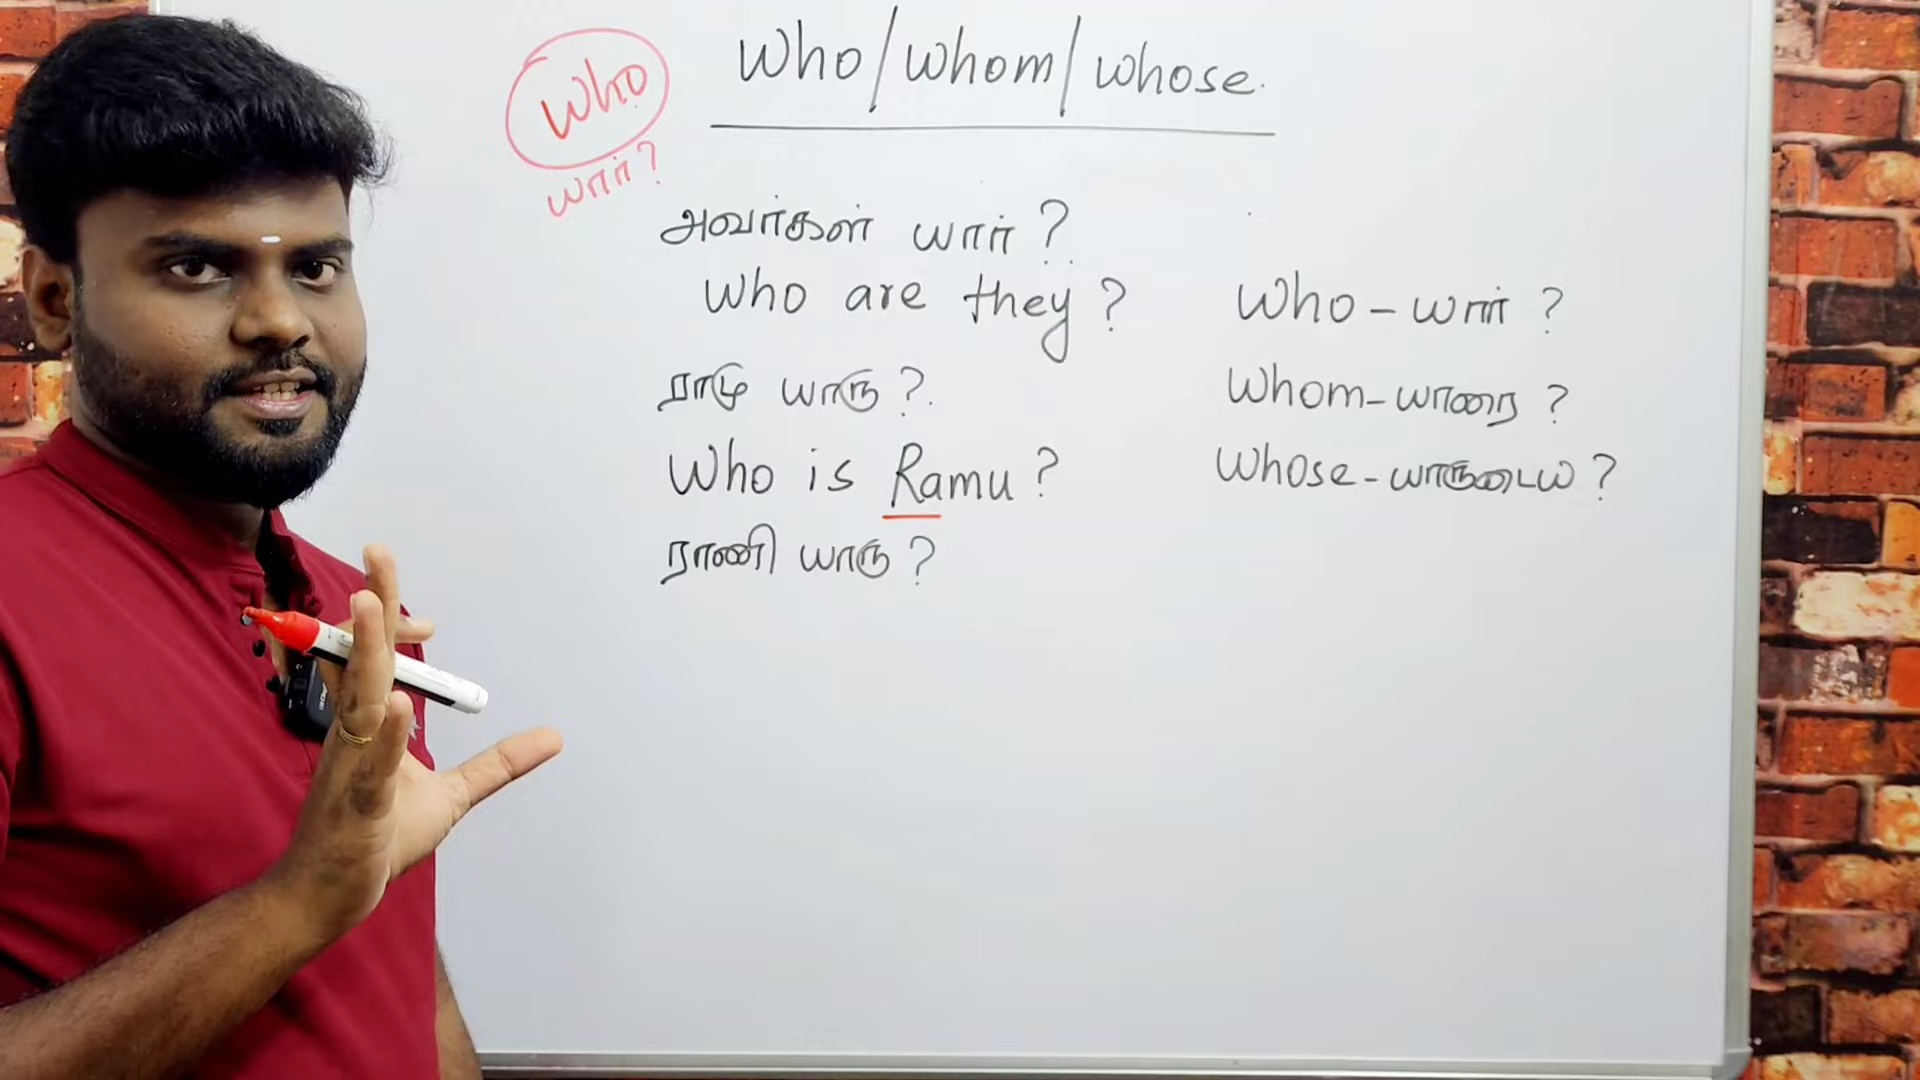 Who
யார்?
Who/whom/whose.
அவர்கள் யார்?
Who are they?
ராமு யாரு?
Who is Ramu?
ராணி யாரு?
Who - யார்?
Whom - யாரை?
Whose - யாருடைய?